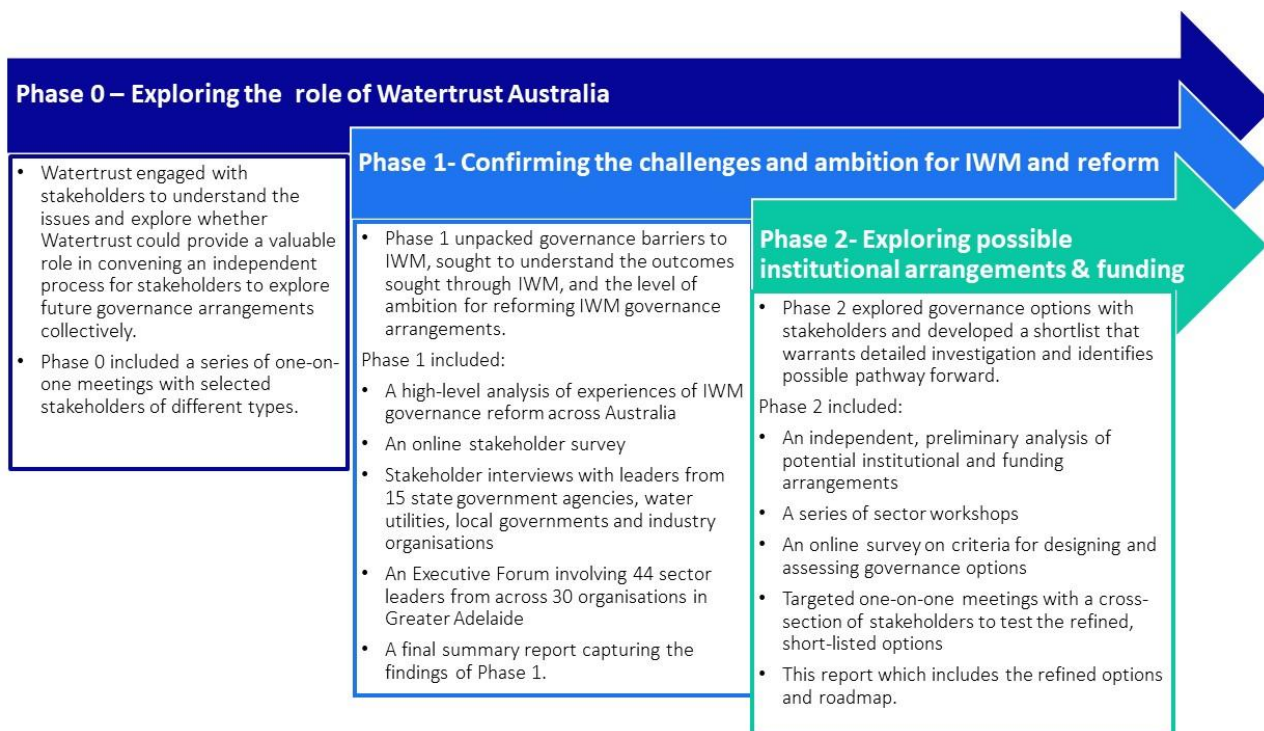 Phase 0 – Exploring the role of Watertrust Australia
• Watertrust engaged with
stakeholders to understand the
issues and explore whether
Watertrust could provide a valuable
role in convening an independent
process for stakeholders to explore
future governance arrangements
collectively.
• Phase 0 included a series of one-on-
one meetings with selected
stakeholders of different types.
Phase 1- Confirming the challenges and ambition for IWM and reform
• Phase 1 unpacked governance barriers to
IWM, sought to understand the outcomes
sought through IWM, and the level of
ambition for reforming IWM governance
arrangements.
Phase 1 included:
• A high-level analysis of experiences of IWM
governance reform across Australia
• An online stakeholder survey
• Stakeholder interviews with leaders from
15 state government agencies, water
utilities, local governments and industry
organisations
• An Executive Forum involving 44 sector
leaders from across 30 organisations in
Greater Adelaide
• A final summary report capturing the
findings of Phase 1.
Phase 2- Exploring possible
institutional arrangements & funding
• Phase 2 explored governance options with
stakeholders and developed a shortlist that
warrants detailed investigation and identifies
possible pathway forward.
Phase 2 included:
• An independent, preliminary analysis of
potential institutional and funding
arrangements
• A series of sector workshops
• An online survey on criteria for designing and
assessing governance options
• Targeted one-on-one meetings with a cross-
section of stakeholders to test the refined,
short-listed options
• This report which includes the refined options
and roadmap.